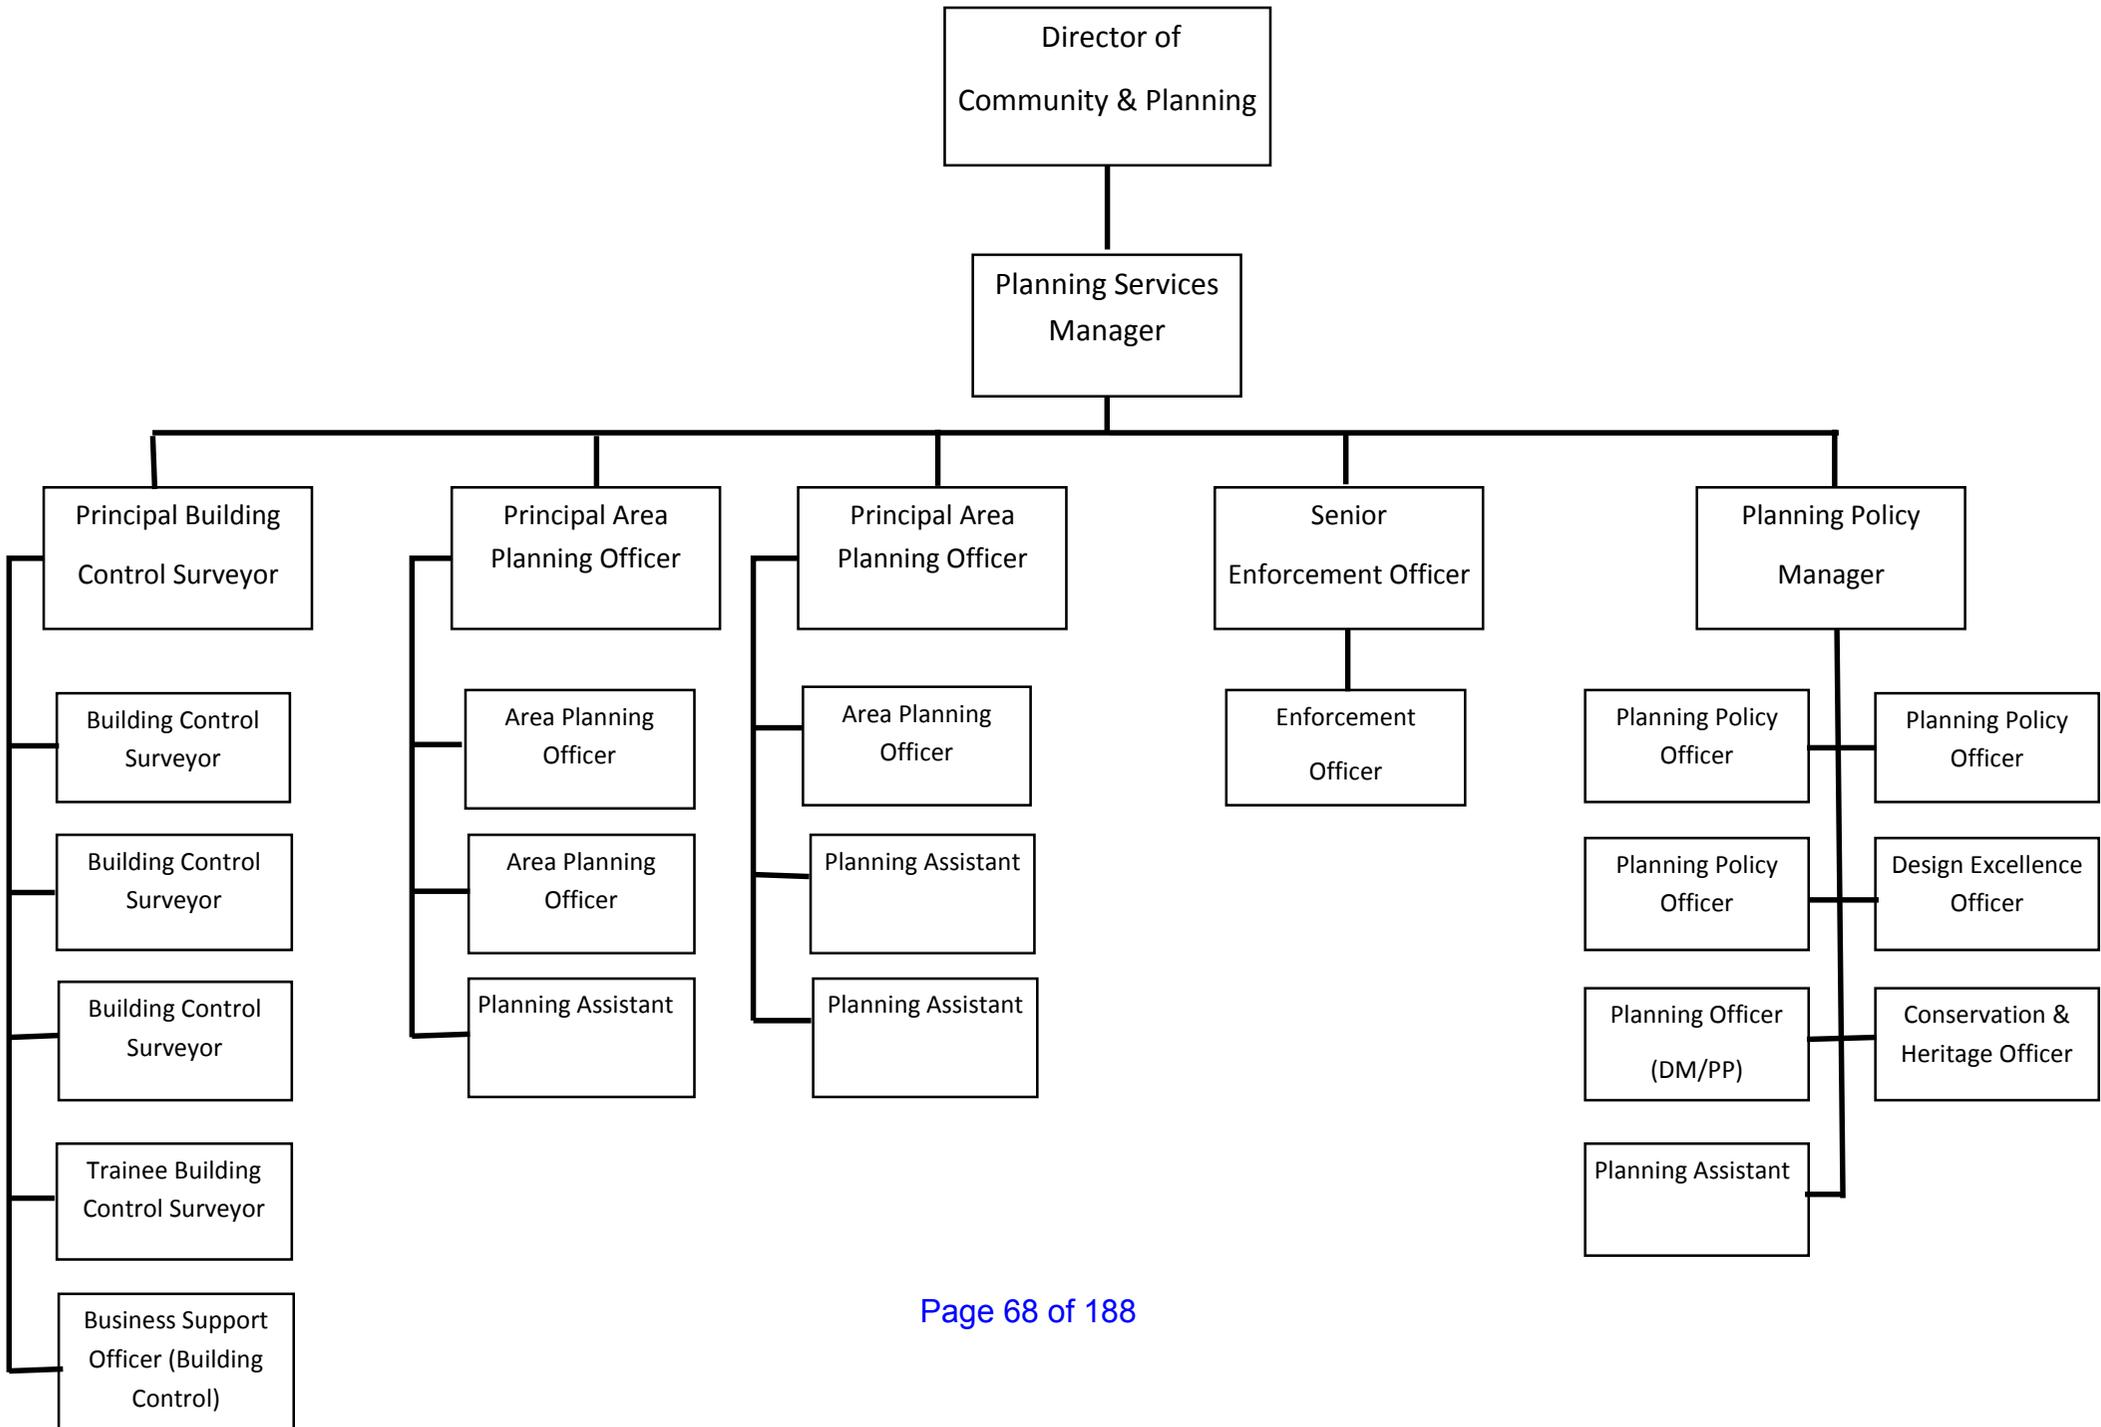 Director of
Community & Planning
Planning Services
Manager
Principal Building
Control Surveyor
Principal Area
Planning Officer
Principal Area
Planning Officer
Senior
Enforcement Officer
Planning Policy
Manager
Building Control
Surveyor
Building Control
Surveyor
Building Control
Surveyor
Trainee Building
Control Surveyor
Business Support
Officer (Building
Control)
Area Planning
Officer
Area Planning
Officer
Planning Assistant
Area Planning
Officer
Planning Assistant
Planning Assistant
Enforcement
Officer
Planning Policy
Officer
Planning Policy
Officer
Planning Policy
Officer
Design Excellence
Officer
Planning Officer
(DM/PP)
Conservation &
Heritage Officer
Planning Assistant
Page 68 of 188